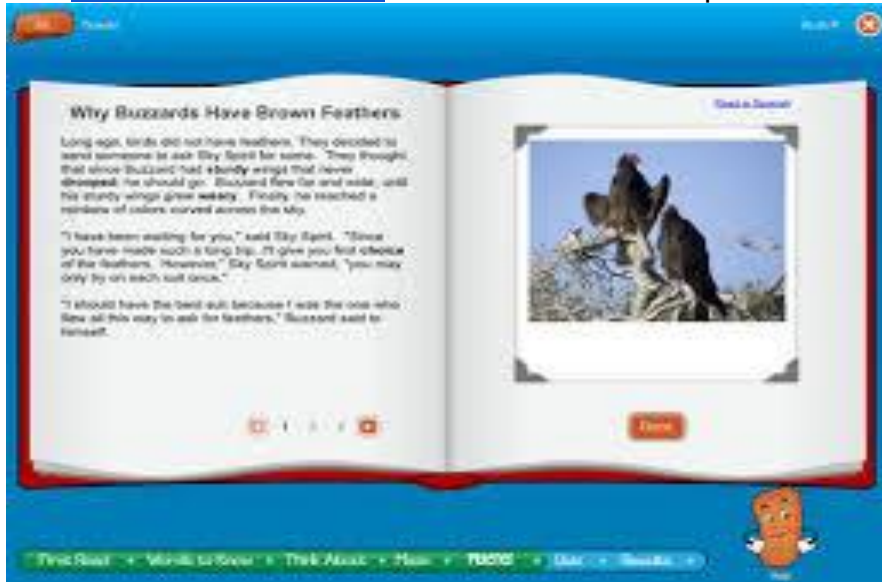 Why Buzzards Have Brown Feathers
Read in Spanish
Long ago, birds did not have feathers. They decided to
send someone to ask Sky Spirit for some. They thought
that since Buzzard had sturdy wings that never
drooped, he should go. Buzzard flew far and wide, until
his sturdy wings grew weary. Finally, he reached a
rainbow of colors curved across the sky.
"I have been waiting for you," said Sky Spirit. "Since
you have made such a long trip, I'll give you first choice
of the feathers. However," Sky Spirit warned, "you may
only try on each suit once."
"I should have the best suit because I was the one who
flew all this way to ask for feathers," Buzzard said to
himself.
1
Done
First Read
Words to Know
Think About
Quiz
Results